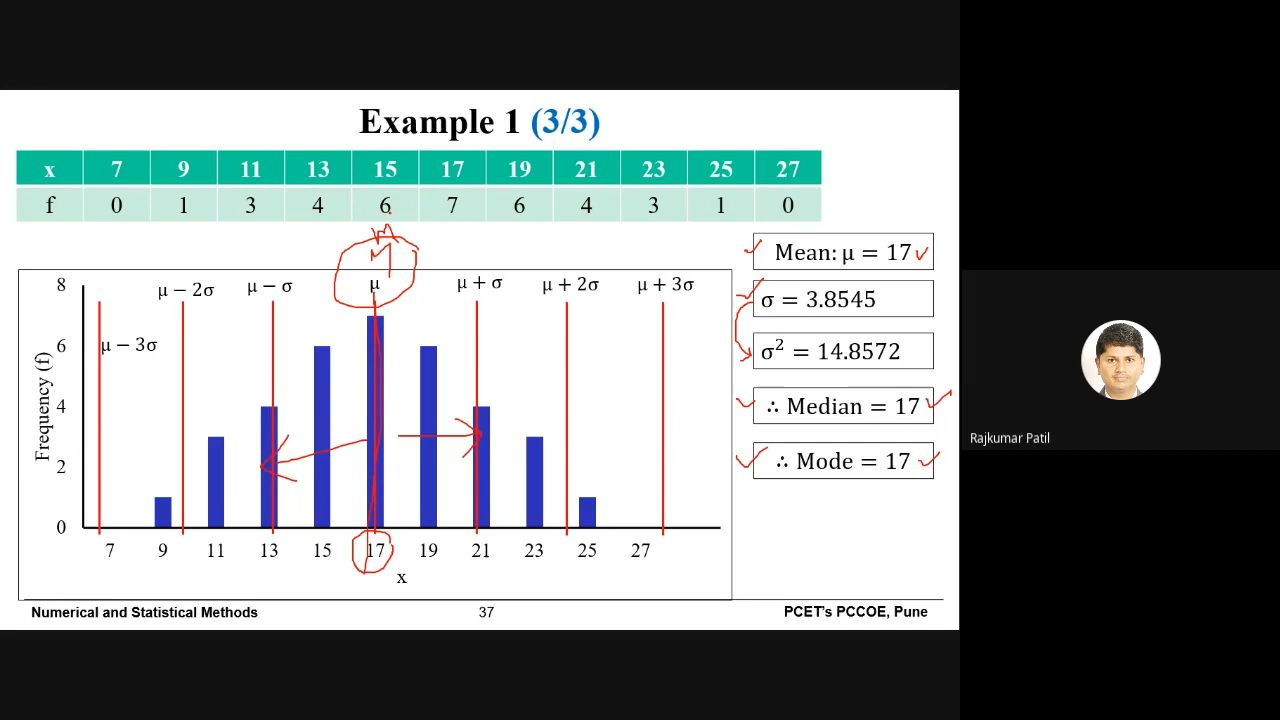 Example 1 (3/3)
x 7 9 11 13 15 17 19 21 23 25 27
f 0 1 3 4 6 7 6 4 3 1 0
Mean: μ = 17
σ = 3.8545
σ² = 14.8572
∴ Median = 17
∴ Mode = 17
μ − 3σ μ − 2σ μ − σ μ μ + σ μ + 2σ μ + 3σ
Frequency (f)
8
6
4
2
0
7 9 11 13 15 17 19 21 23 25 27
x
Numerical and Statistical Methods 37 PCET's PCCOE, Pune
Rajkumar Patil